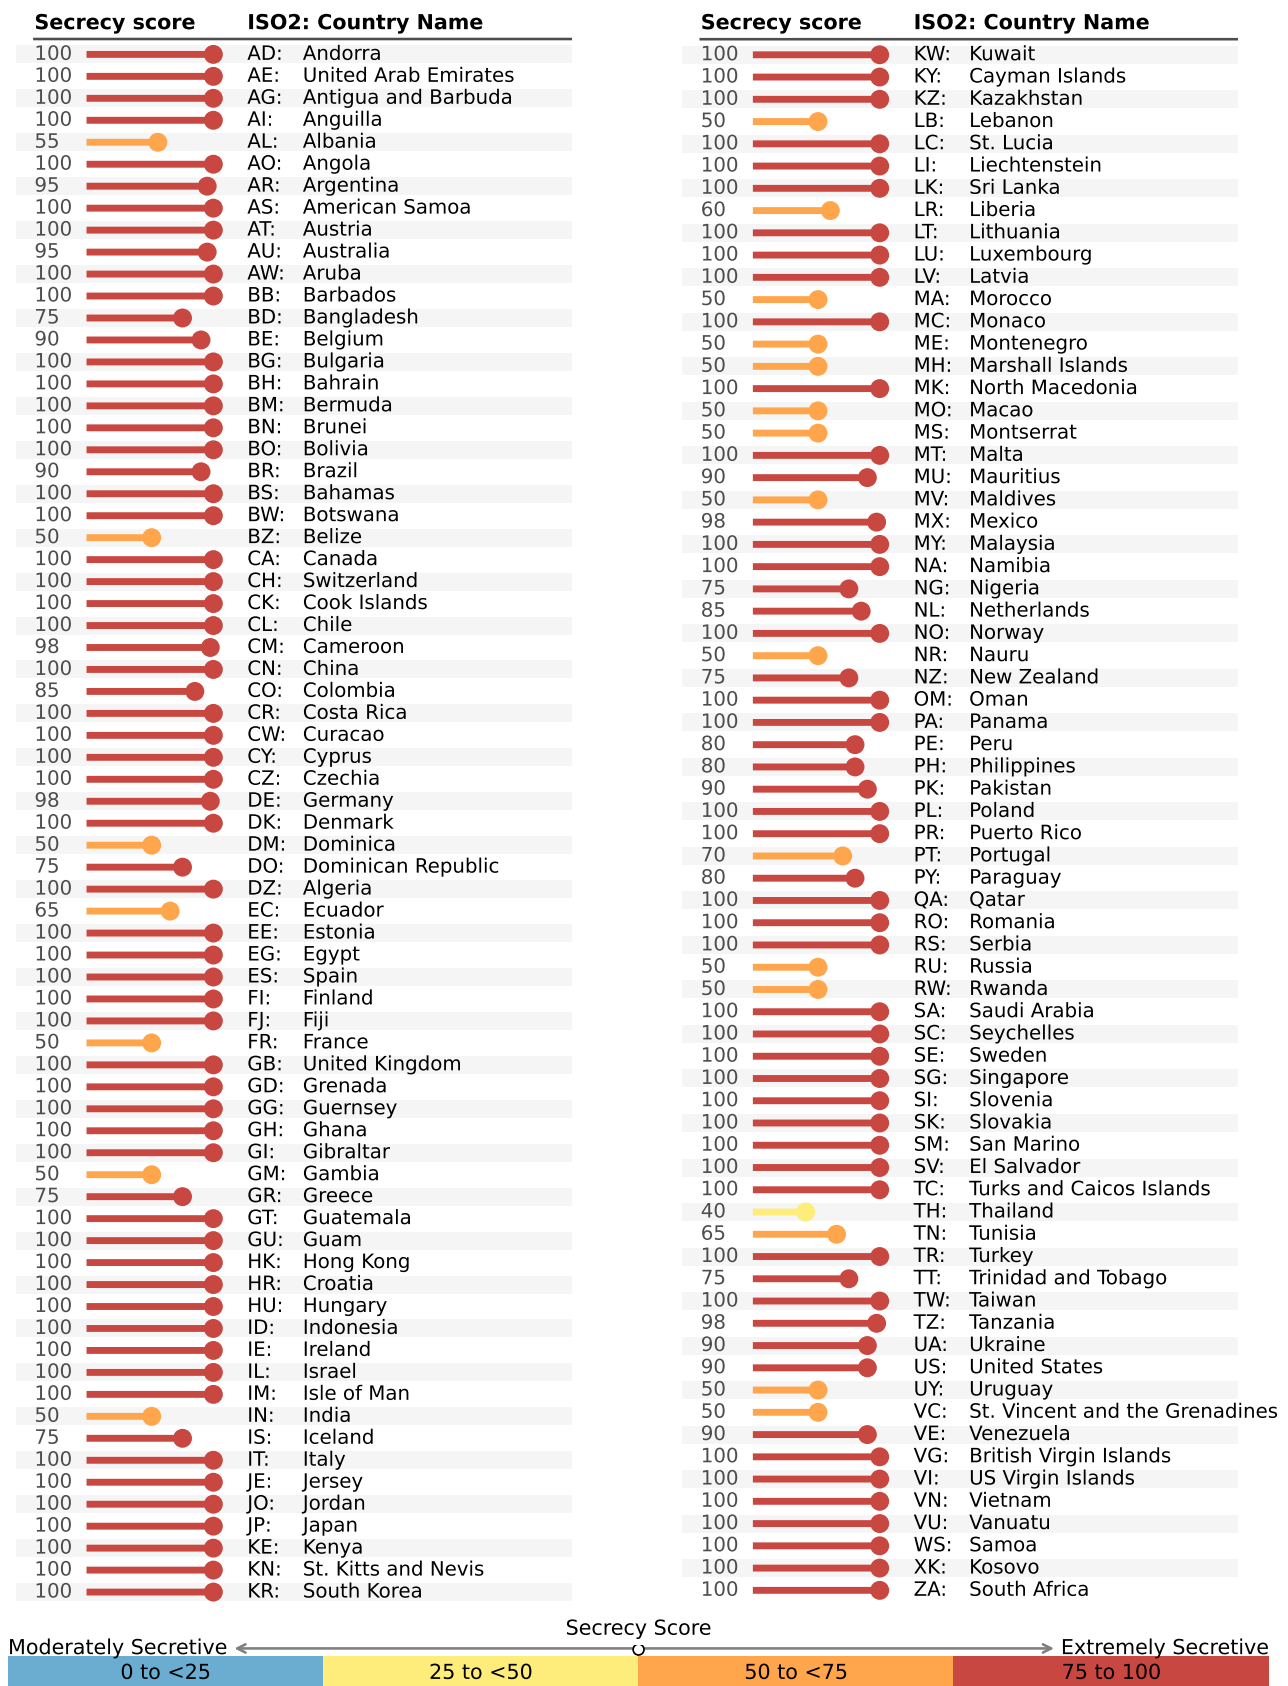 Secrecy score ISO2: Country Name
100 AD: Andorra
100 AE: United Arab Emirates
100 AG: Antigua and Barbuda
100 AI: Anguilla
55 AL: Albania
100 AO: Angola
95 AR: Argentina
100 AS: American Samoa
100 AT: Austria
95 AU: Australia
100 AW: Aruba
100 BB: Barbados
75 BD: Bangladesh
90 BE: Belgium
100 BG: Bulgaria
100 BH: Bahrain
100 BM: Bermuda
100 BN: Brunei
100 BO: Bolivia
90 BR: Brazil
100 BS: Bahamas
100 BW: Botswana
50 BZ: Belize
100 CA: Canada
100 CH: Switzerland
100 CK: Cook Islands
100 CL: Chile
98 CM: Cameroon
100 CN: China
85 CO: Colombia
100 CR: Costa Rica
100 CW: Curacao
100 CY: Cyprus
100 CZ: Czechia
98 DE: Germany
100 DK: Denmark
50 DM: Dominica
75 DO: Dominican Republic
100 DZ: Algeria
65 EC: Ecuador
100 EE: Estonia
100 EG: Egypt
100 ES: Spain
100 FI: Finland
100 FJ: Fiji
50 FR: France
100 GB: United Kingdom
100 GD: Grenada
100 GG: Guernsey
100 GH: Ghana
100 GI: Gibraltar
50 GM: Gambia
75 GR: Greece
100 GT: Guatemala
100 GU: Guam
100 HK: Hong Kong
100 HR: Croatia
100 HU: Hungary
100 ID: Indonesia
100 IE: Ireland
100 IL: Israel
100 IM: Isle of Man
50 IN: India
75 IS: Iceland
100 IT: Italy
100 JE: Jersey
100 JO: Jordan
100 JP: Japan
100 KE: Kenya
100 KN: St. Kitts and Nevis
100 KR: South Korea
Secrecy score ISO2: Country Name
100 KW: Kuwait
100 KY: Cayman Islands
100 KZ: Kazakhstan
50 LB: Lebanon
100 LC: St. Lucia
100 LI: Liechtenstein
100 LK: Sri Lanka
60 LR: Liberia
100 LT: Lithuania
100 LU: Luxembourg
100 LV: Latvia
50 MA: Morocco
100 MC: Monaco
50 ME: Montenegro
50 MH: Marshall Islands
100 MK: North Macedonia
50 MO: Macao
50 MS: Montserrat
100 MT: Malta
90 MU: Mauritius
50 MV: Maldives
98 MX: Mexico
100 MY: Malaysia
100 NA: Namibia
75 NG: Nigeria
85 NL: Netherlands
100 NO: Norway
50 NR: Nauru
75 NZ: New Zealand
100 OM: Oman
100 PA: Panama
80 PE: Peru
80 PH: Philippines
90 PK: Pakistan
100 PL: Poland
100 PR: Puerto Rico
70 PT: Portugal
80 PY: Paraguay
100 QA: Qatar
100 RO: Romania
100 RS: Serbia
50 RU: Russia
50 RW: Rwanda
100 SA: Saudi Arabia
100 SC: Seychelles
100 SE: Sweden
100 SG: Singapore
100 SI: Slovenia
100 SK: Slovakia
100 SM: San Marino
100 SV: El Salvador
100 TC: Turks and Caicos Islands
40 TH: Thailand
65 TN: Tunisia
100 TR: Turkey
75 TT: Trinidad and Tobago
100 TW: Taiwan
98 TZ: Tanzania
90 UA: Ukraine
90 US: United States
50 UY: Uruguay
50 VC: St. Vincent and the Grenadines
90 VE: Venezuela
100 VG: British Virgin Islands
100 VI: US Virgin Islands
100 VN: Vietnam
100 VU: Vanuatu
100 WS: Samoa
100 XK: Kosovo
100 ZA: South Africa
Secrecy Score
Moderately Secretive Extremely Secretive
0 to <25 25 to <50 50 to <75 75 to 100